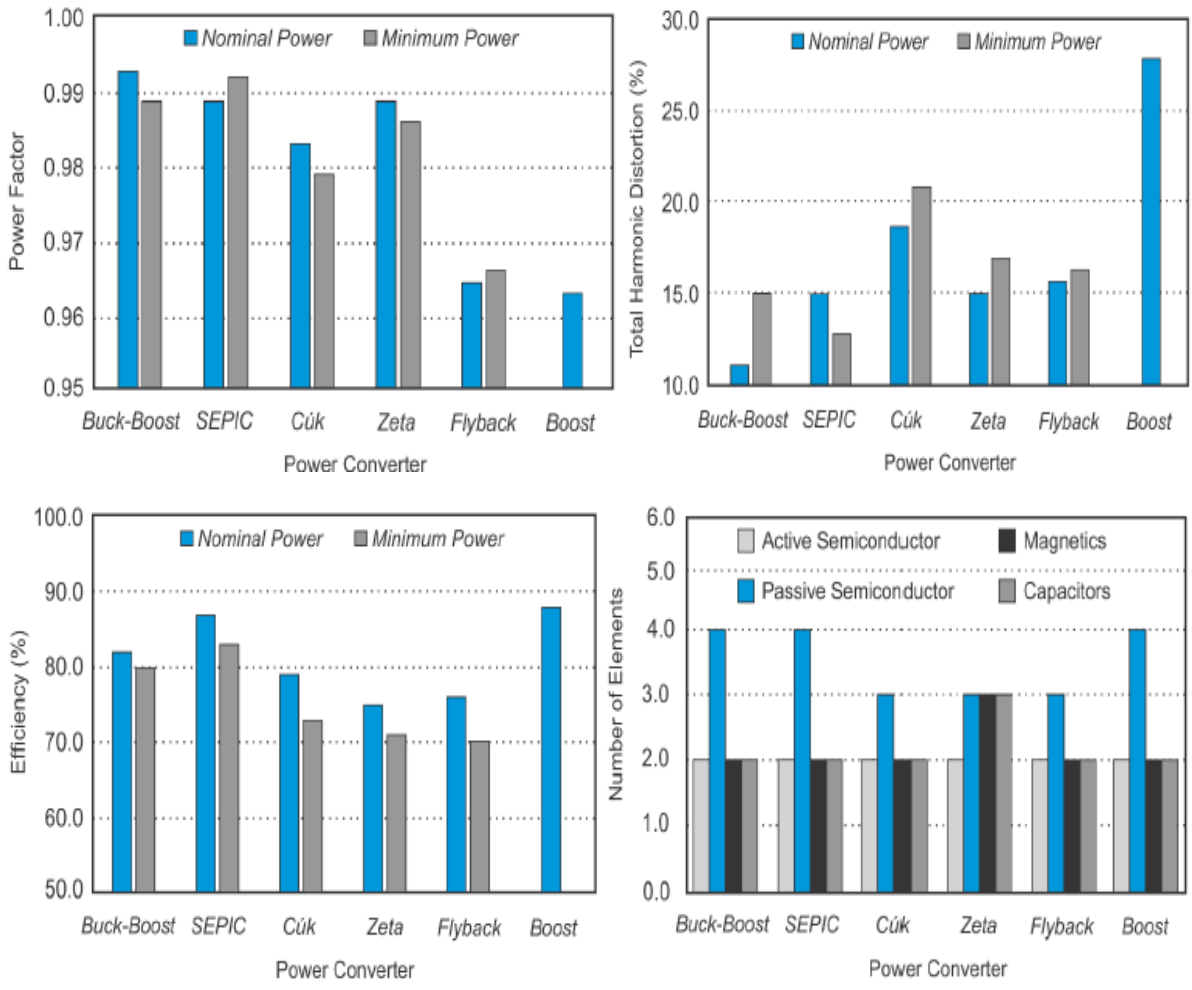 1.00
0.99
0.98
0.97
0.96
0.95
Power Factor
Nominal Power Minimum Power
Buck-Boost SEPIC Cúk Zeta Flyback Boost
Power Converter
30.0
25.0
20.0
15.0
10.0
Total Harmonic Distortion (%)
Nominal Power Minimum Power
Buck-Boost SEPIC Cúk Zeta Flyback Boost
Power Converter
100.0
90.0
80.0
70.0
60.0
50.0
Efficiency (%)
Nominal Power Minimum Power
Buck-Boost SEPIC Cúk Zeta Flyback Boost
Power Converter
6.0
5.0
4.0
3.0
2.0
1.0
0.0
Number of Elements
Active Semiconductor Magnetics
Passive Semiconductor Capacitors
Buck-Boost SEPIC Cúk Zeta Flyback Boost
Power Converter